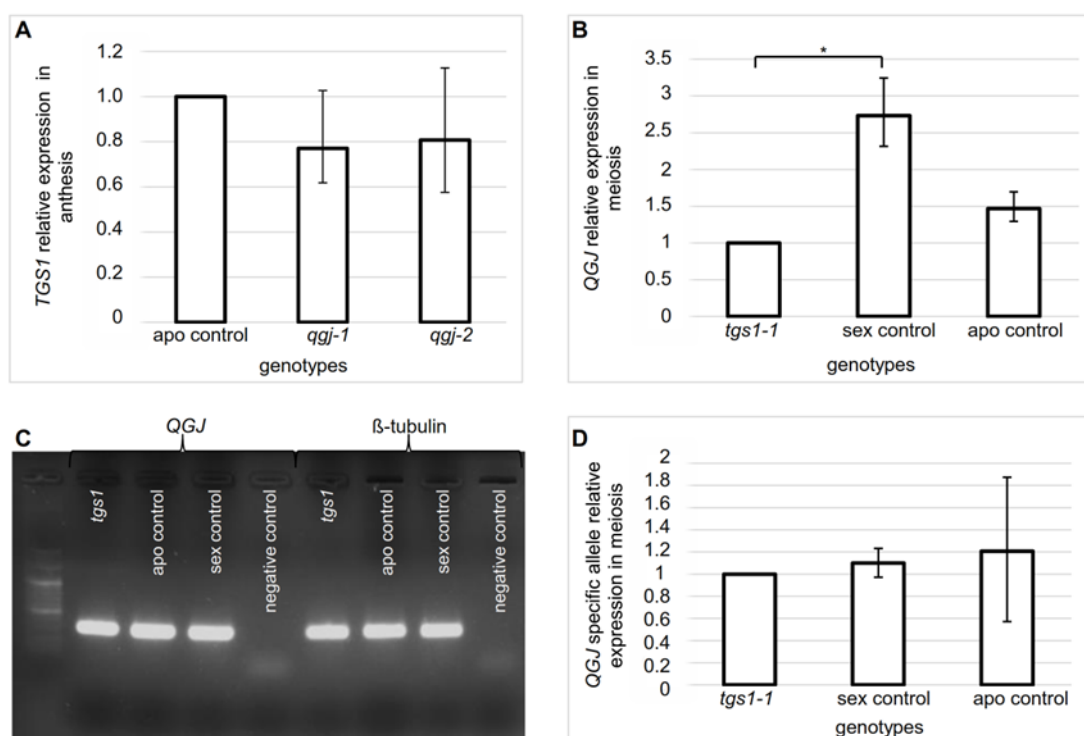 A
TGS1 relative expression in
anthesis
1.2
1.0
0.8
0.6
0.4
0.2
0
apo control qgj-1 qgj-2
genotypes
B
QGJ relative expression in
meiosis
3.5
3
2.5
2
1.5
1
0.5
0
*
tgs1-1 sex control apo control
genotypes
C
QGJ ß-tubulin
tgs1
apo control
sex control
negative control
tgs1
apo control
sex control
negative control
D
QGJ specific allele relative
expression in meiosis
2
1.8
1.6
1.4
1.2
1
0.8
0.6
0.4
0.2
0
tgs1-1 sex control apo control
genotypes